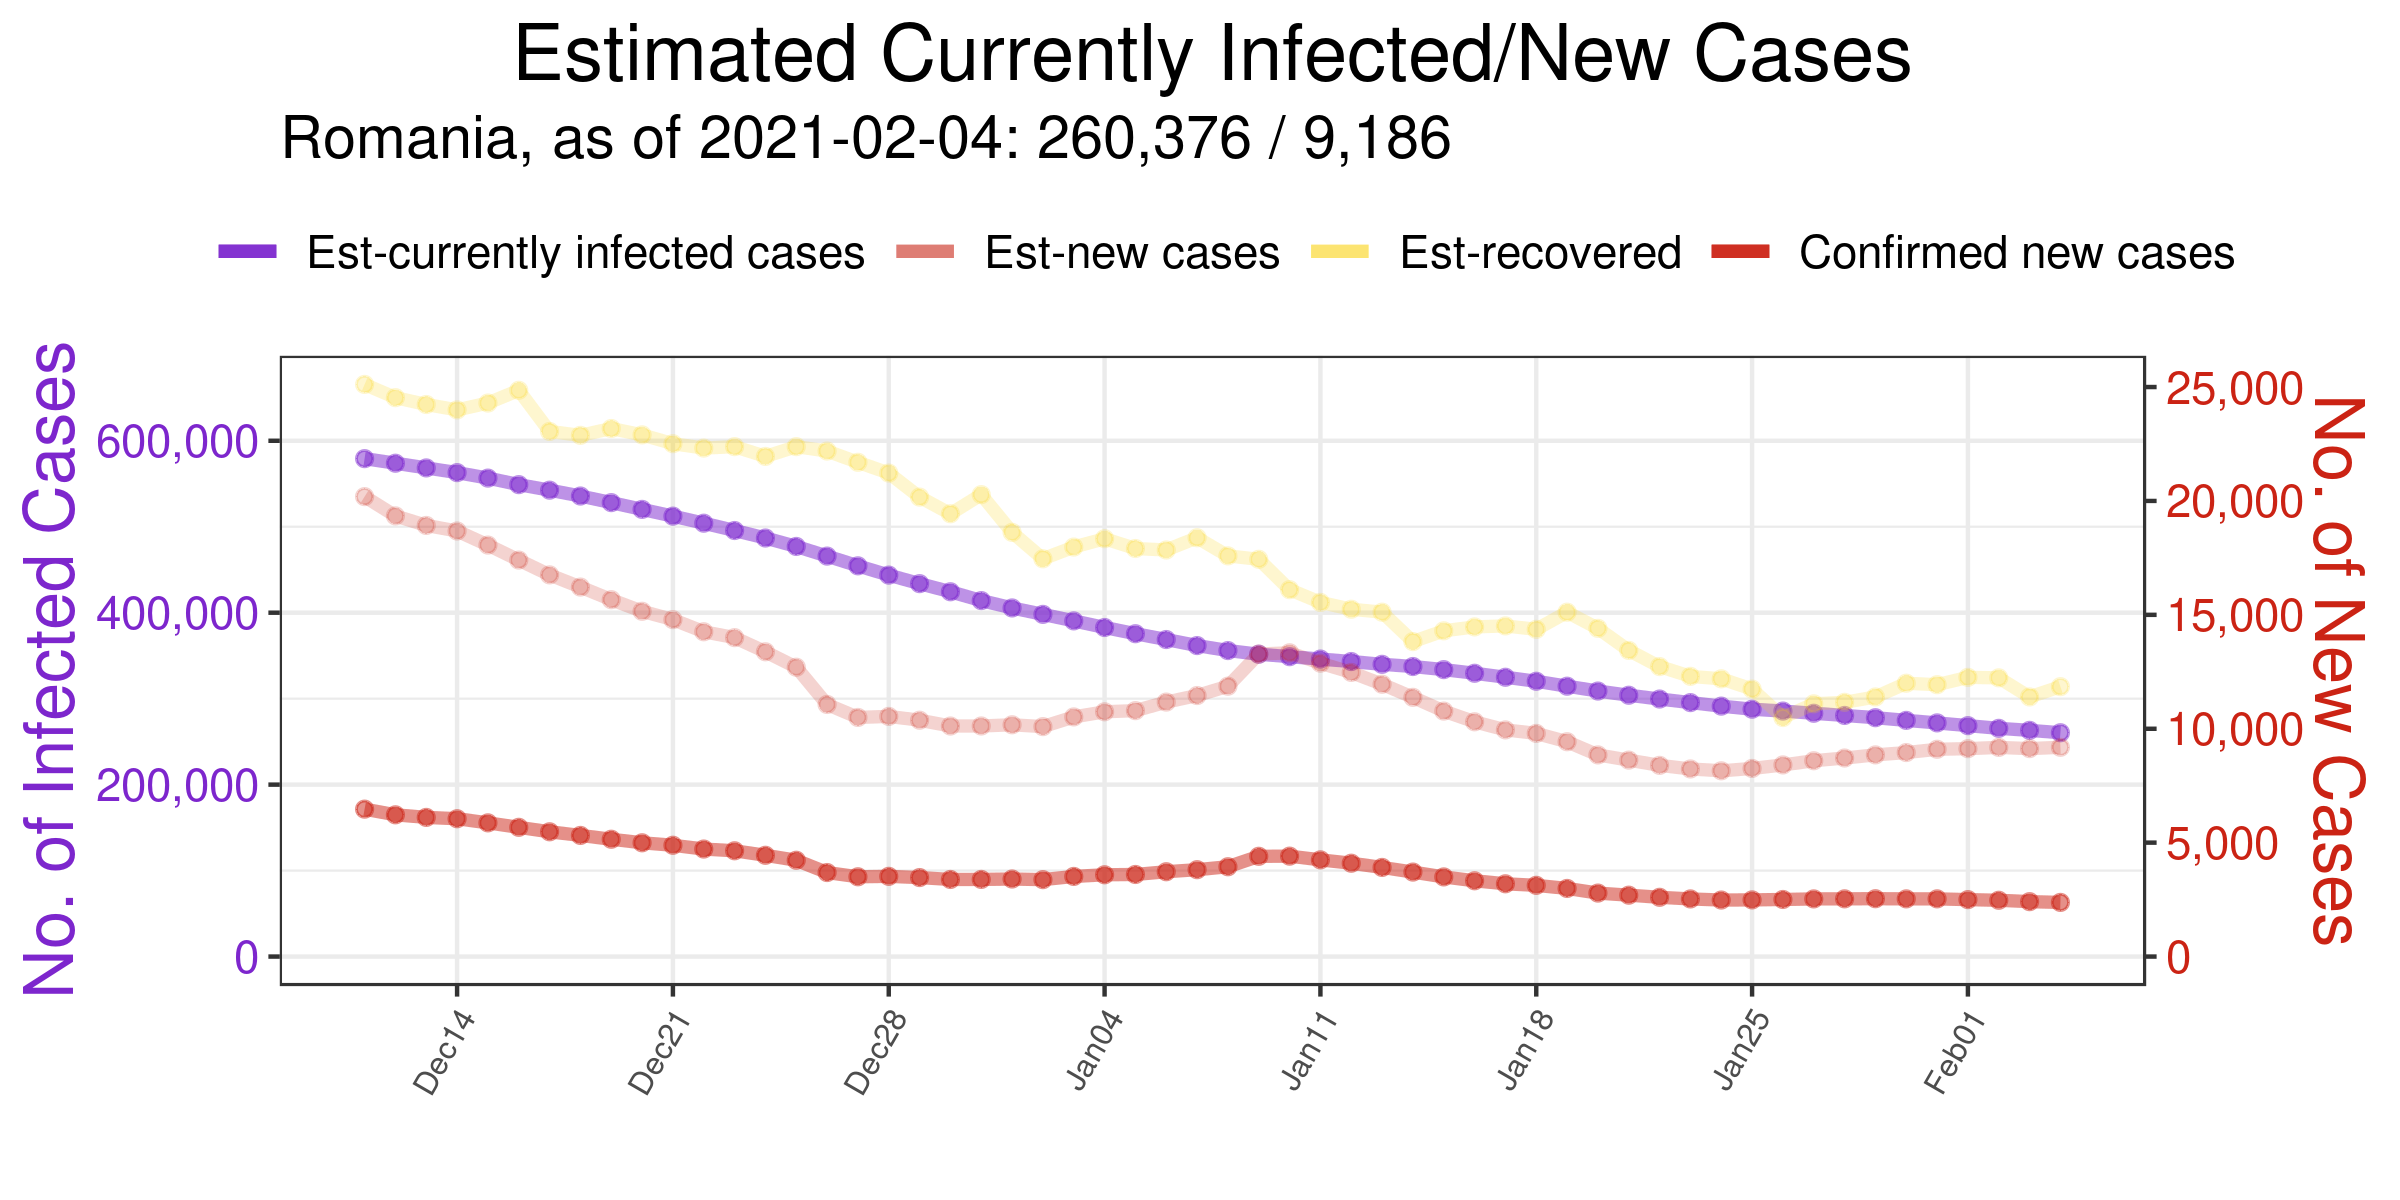 Estimated Currently Infected/New Cases
Romania, as of 2021-02-04: 260,376 / 9,186
Est-currently infected cases Est-new cases Est-recovered Confirmed new cases
No. of Infected Cases
600,000
400,000
200,000
0
25,000
20,000
15,000
10,000
5,000
0
No. of New Cases
Dec14 Dec21 Dec28 Jan04 Jan11 Jan18 Jan25 Feb01